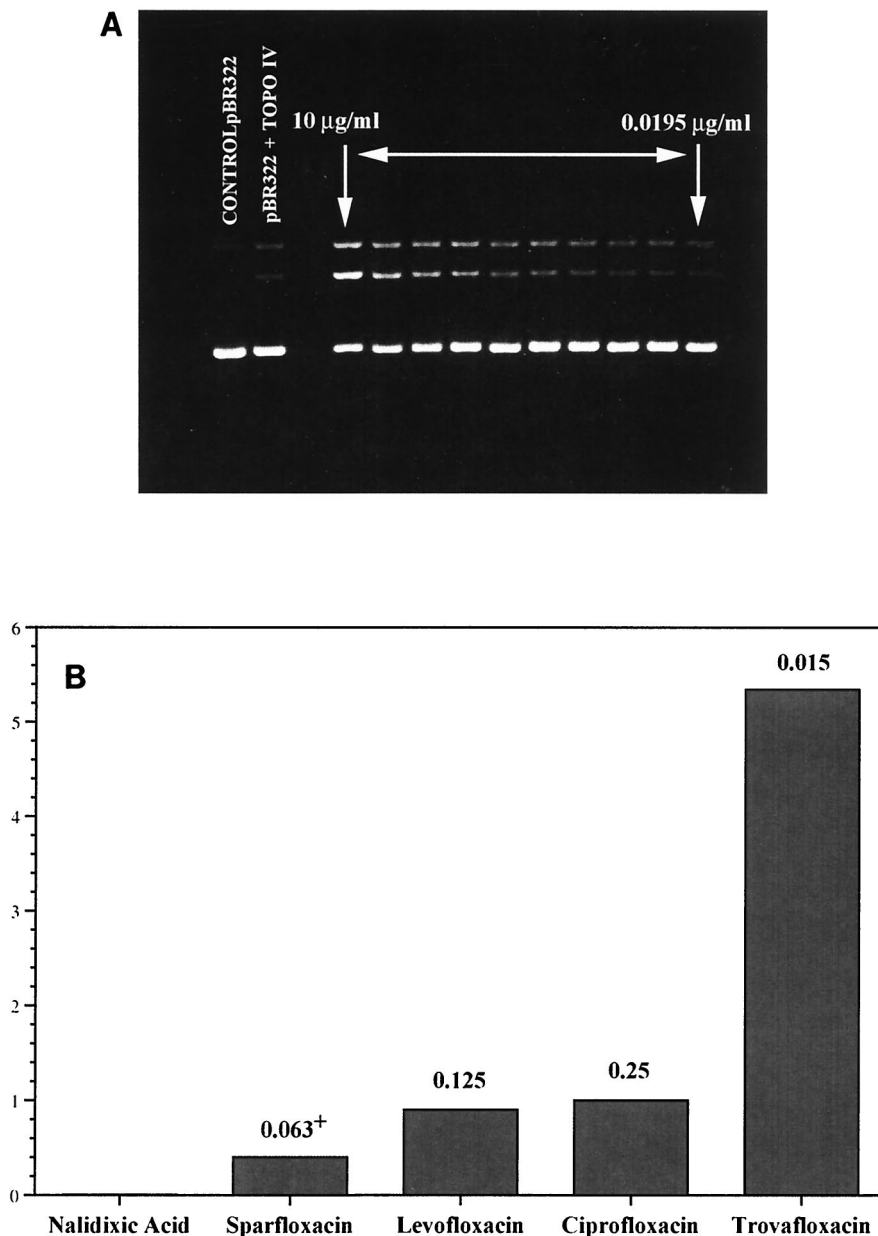 A
CONTROLpBR322
pBR322 + TOPO IV
10 µg/ml
0.0195 µg/ml
B
6
5
4
3
2
1
0
0.063+
0.125
0.25
0.015
Nalidixic Acid
Sparfloxacin
Levofloxacin
Ciprofloxacin
Trovafloxacin